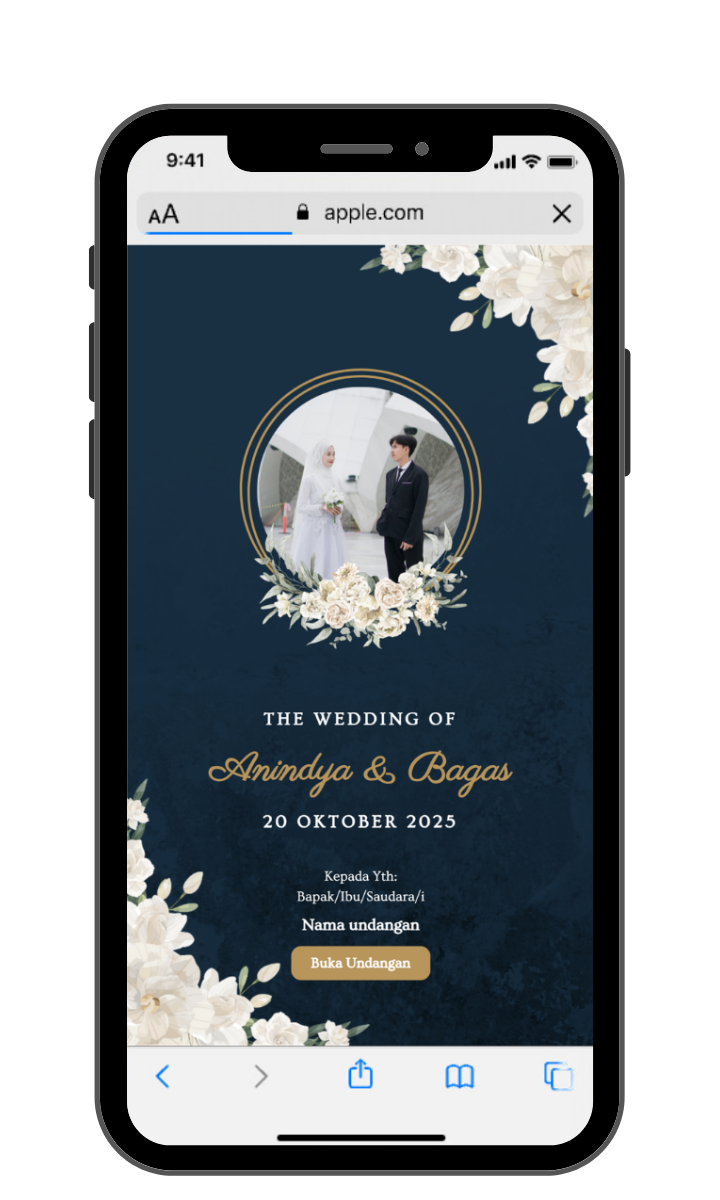 9:41
AA apple.com
THE WEDDING OF
Anindya & Bagas
20 OKTOBER 2025
Kepada Yth:
Bapak/Ibu/Saudara/i
Nama undangan
Buka Undangan